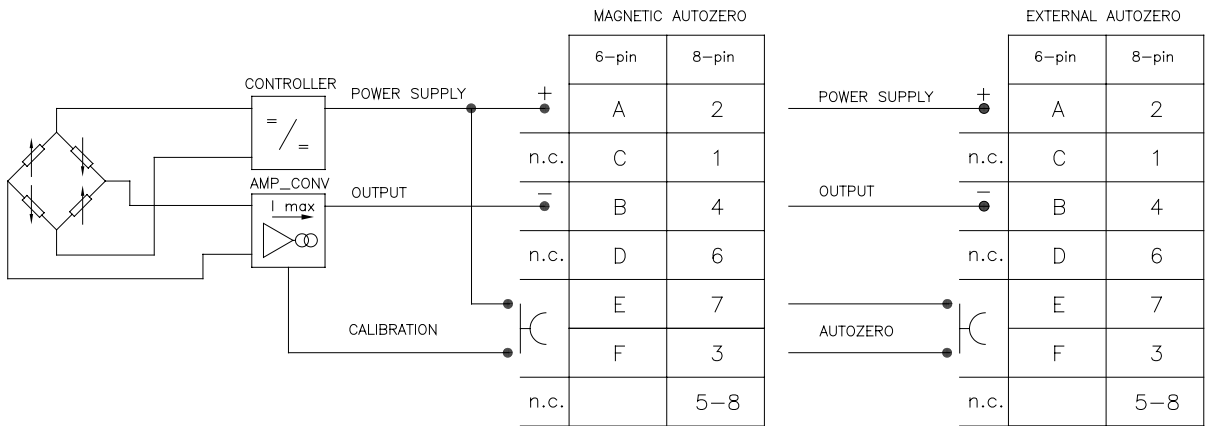 MAGNETIC AUTOZERO
6-pin 8-pin
CONTROLLER
= / =
POWER SUPPLY + A 2
n.c. C 1
AMP_CONV
I max
OUTPUT − B 4
n.c. D 6
E 7
CALIBRATION
F 3
n.c. 5-8
EXTERNAL AUTOZERO
6-pin 8-pin
POWER SUPPLY + A 2
n.c. C 1
OUTPUT − B 4
n.c. D 6
E 7
AUTOZERO
F 3
n.c. 5-8